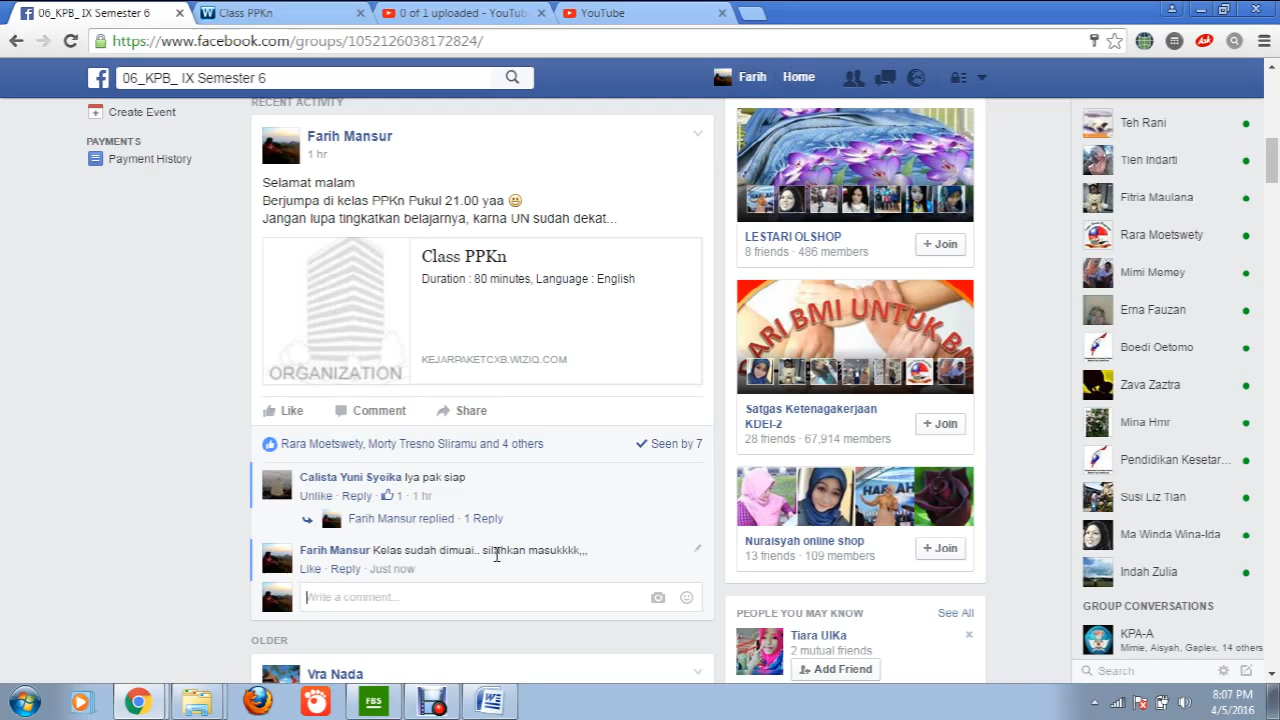 06_KPB_ IX Semester 6
Class PPKn
0 of 1 uploaded - YouTu
YouTube
https://www.facebook.com/groups/1052126038172824/
Ask
06_KPB_ IX Semester 6
Farih
Home
Create Event
PAYMENTS
Payment History
RECENT ACTIVITY
Farih Mansur
1 hr
Selamat malam
Berjumpa di kelas PPKn Pukul 21.00 yaa
Jangan lupa tingkatkan belajarnya, karna UN sudah dekat...
ORGANIZATION
Class PPKn
Duration : 80 minutes, Language : English
KEJARPAKETCXB.WIZIQ.COM
Like Comment Share
Rara Moetswety, Morty Tresno Sliramu and 4 others
Seen by 7
Calista Yuni Syeika Iya pak siap
Unlike · Reply · 1 · 1 hr
Farih Mansur replied · 1 Reply
Farih Mansur Kelas sudah dimuai.. silahkan masukkkk,,,
Like · Reply · Just now
Write a comment...
OLDER
Vra Nada
LESTARI OLSHOP
8 friends · 486 members
+ Join
ARI BMI UNTUK BM
Satgas Ketenagakerjaan
KDEI-2
28 friends · 67,914 members
+ Join
Nuraisyah online shop
13 friends · 109 members
+ Join
PEOPLE YOU MAY KNOW
See All
Tiara UlKa
2 mutual friends
Add Friend
Teh Rani
Tien Indarti
Fitria Maulana
Rara Moetswety
Mimi Memey
Erna Fauzan
Boedi Oetomo
Zava Zaztra
Mina Hmr
Pendidikan Kesetar...
Susi Liz Tian
Ma Winda Wina-Ida
Indah Zulia
GROUP CONVERSATIONS
KPA-A
Mimie, Aisyah, Gaplex, 14 others
Search
FBS
8:07 PM
4/5/2016